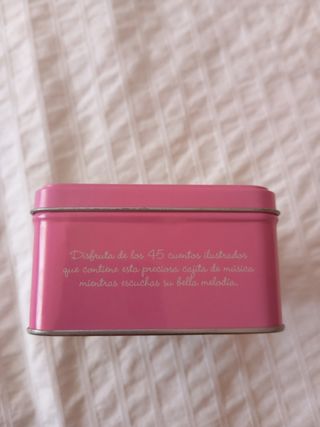 Disfruta de los 45 cuentos ilustrados
que contiene esta preciosa cajita de música
mientras escuchas su bella melodía.